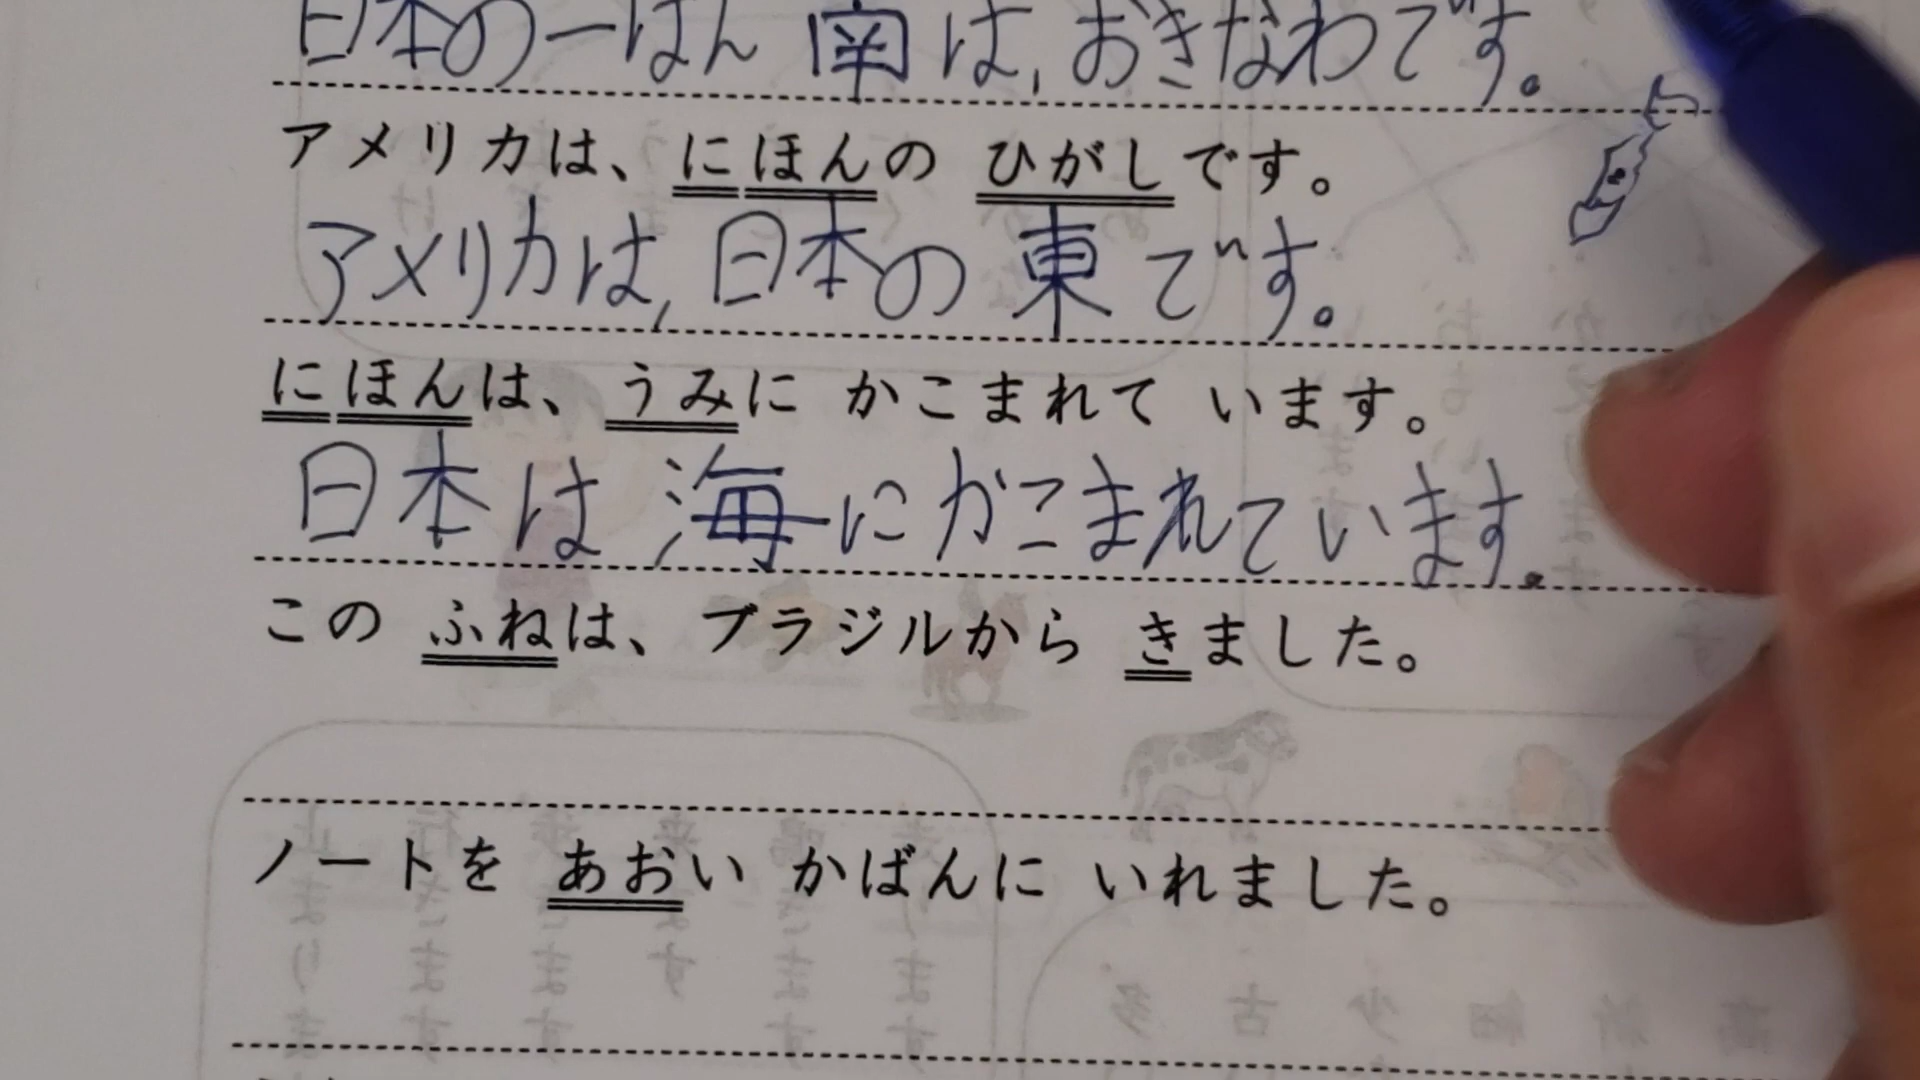 日本の一ばん南は,おきなわです。
アメリカは、にほんの ひがしです。
アメリカは,日本の東です。
にほんは、うみに かこまれて います。
日本は海にかこまれています.
この ふねは、ブラジルから きました。
ノートを あおい かばんに いれました。